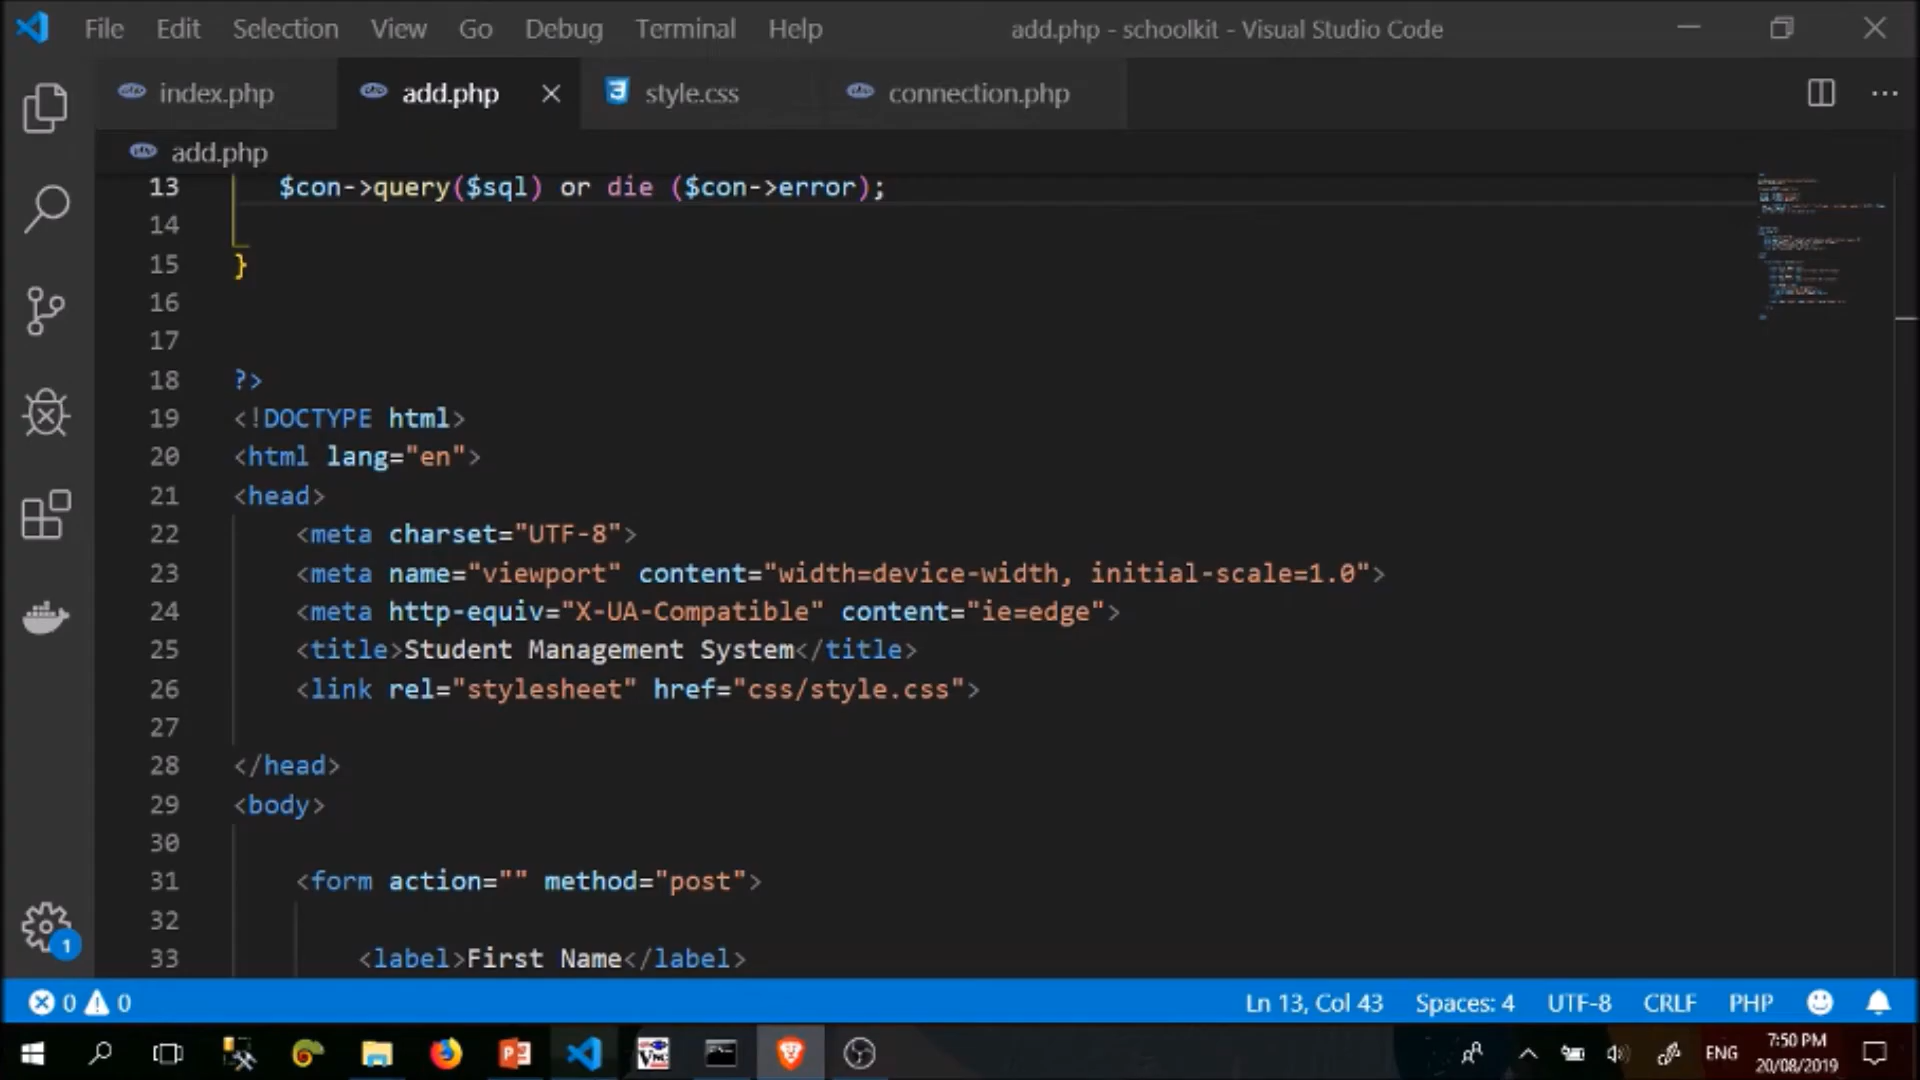 File Edit Selection View Go Debug Terminal Help add.php - schoolkit - Visual Studio Code
index.php add.php style.css connection.php
add.php
13 $con->query($sql) or die ($con->error);
14
15 }
16
17
18 ?>
19 <!DOCTYPE html>
20 <html lang="en">
21 <head>
22 <meta charset="UTF-8">
23 <meta name="viewport" content="width=device-width, initial-scale=1.0">
24 <meta http-equiv="X-UA-Compatible" content="ie=edge">
25 <title>Student Management System</title>
26 <link rel="stylesheet" href="css/style.css">
27
28 </head>
29 <body>
30
31 <form action="" method="post">
32
33 <label>First Name</label>
1
0 0 Ln 13, Col 43 Spaces: 4 UTF-8 CRLF PHP
ENG 7:50 PM
20/08/2019